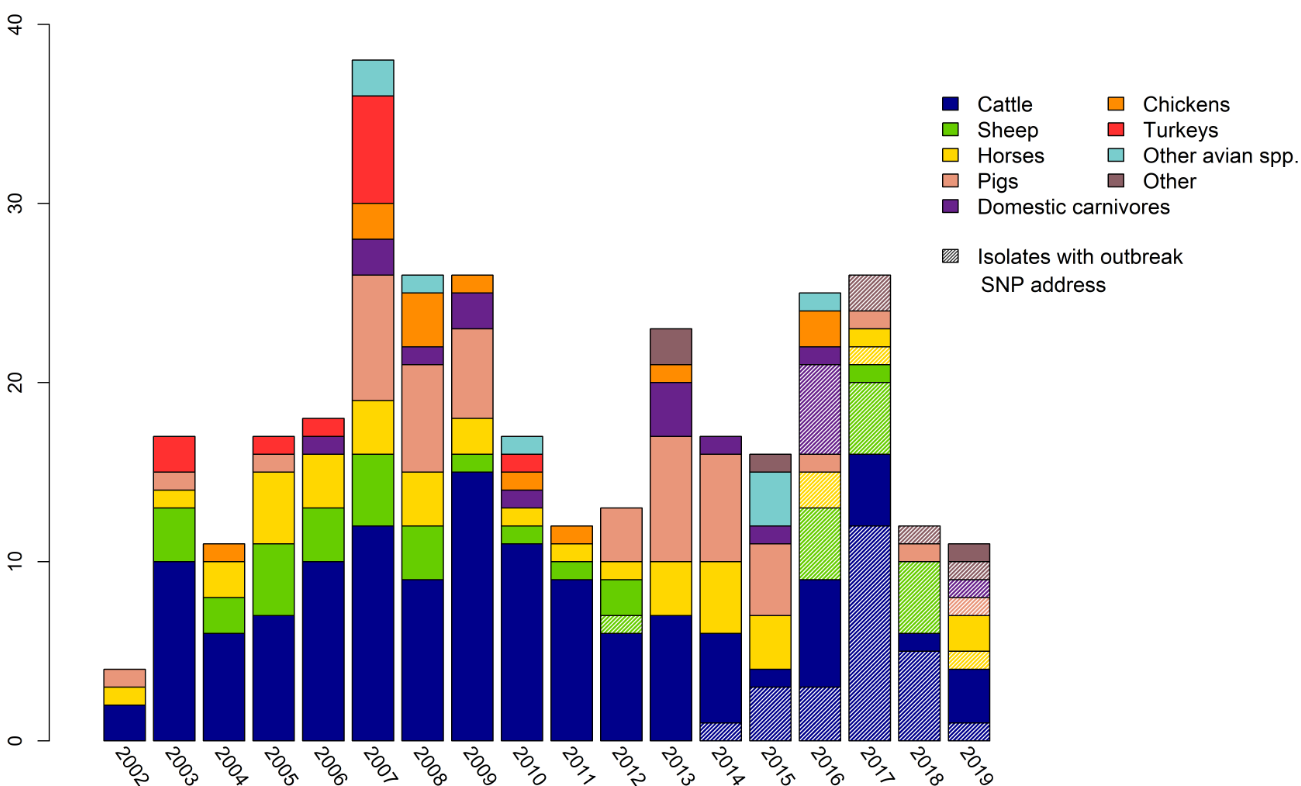 40
30
20
10
0
Cattle
Sheep
Horses
Pigs
Domestic carnivores
Chickens
Turkeys
Other avian spp.
Other
Isolates with outbreak
SNP address
2002 2003 2004 2005 2006 2007 2008 2009 2010 2011 2012 2013 2014 2015 2016 2017 2018 2019